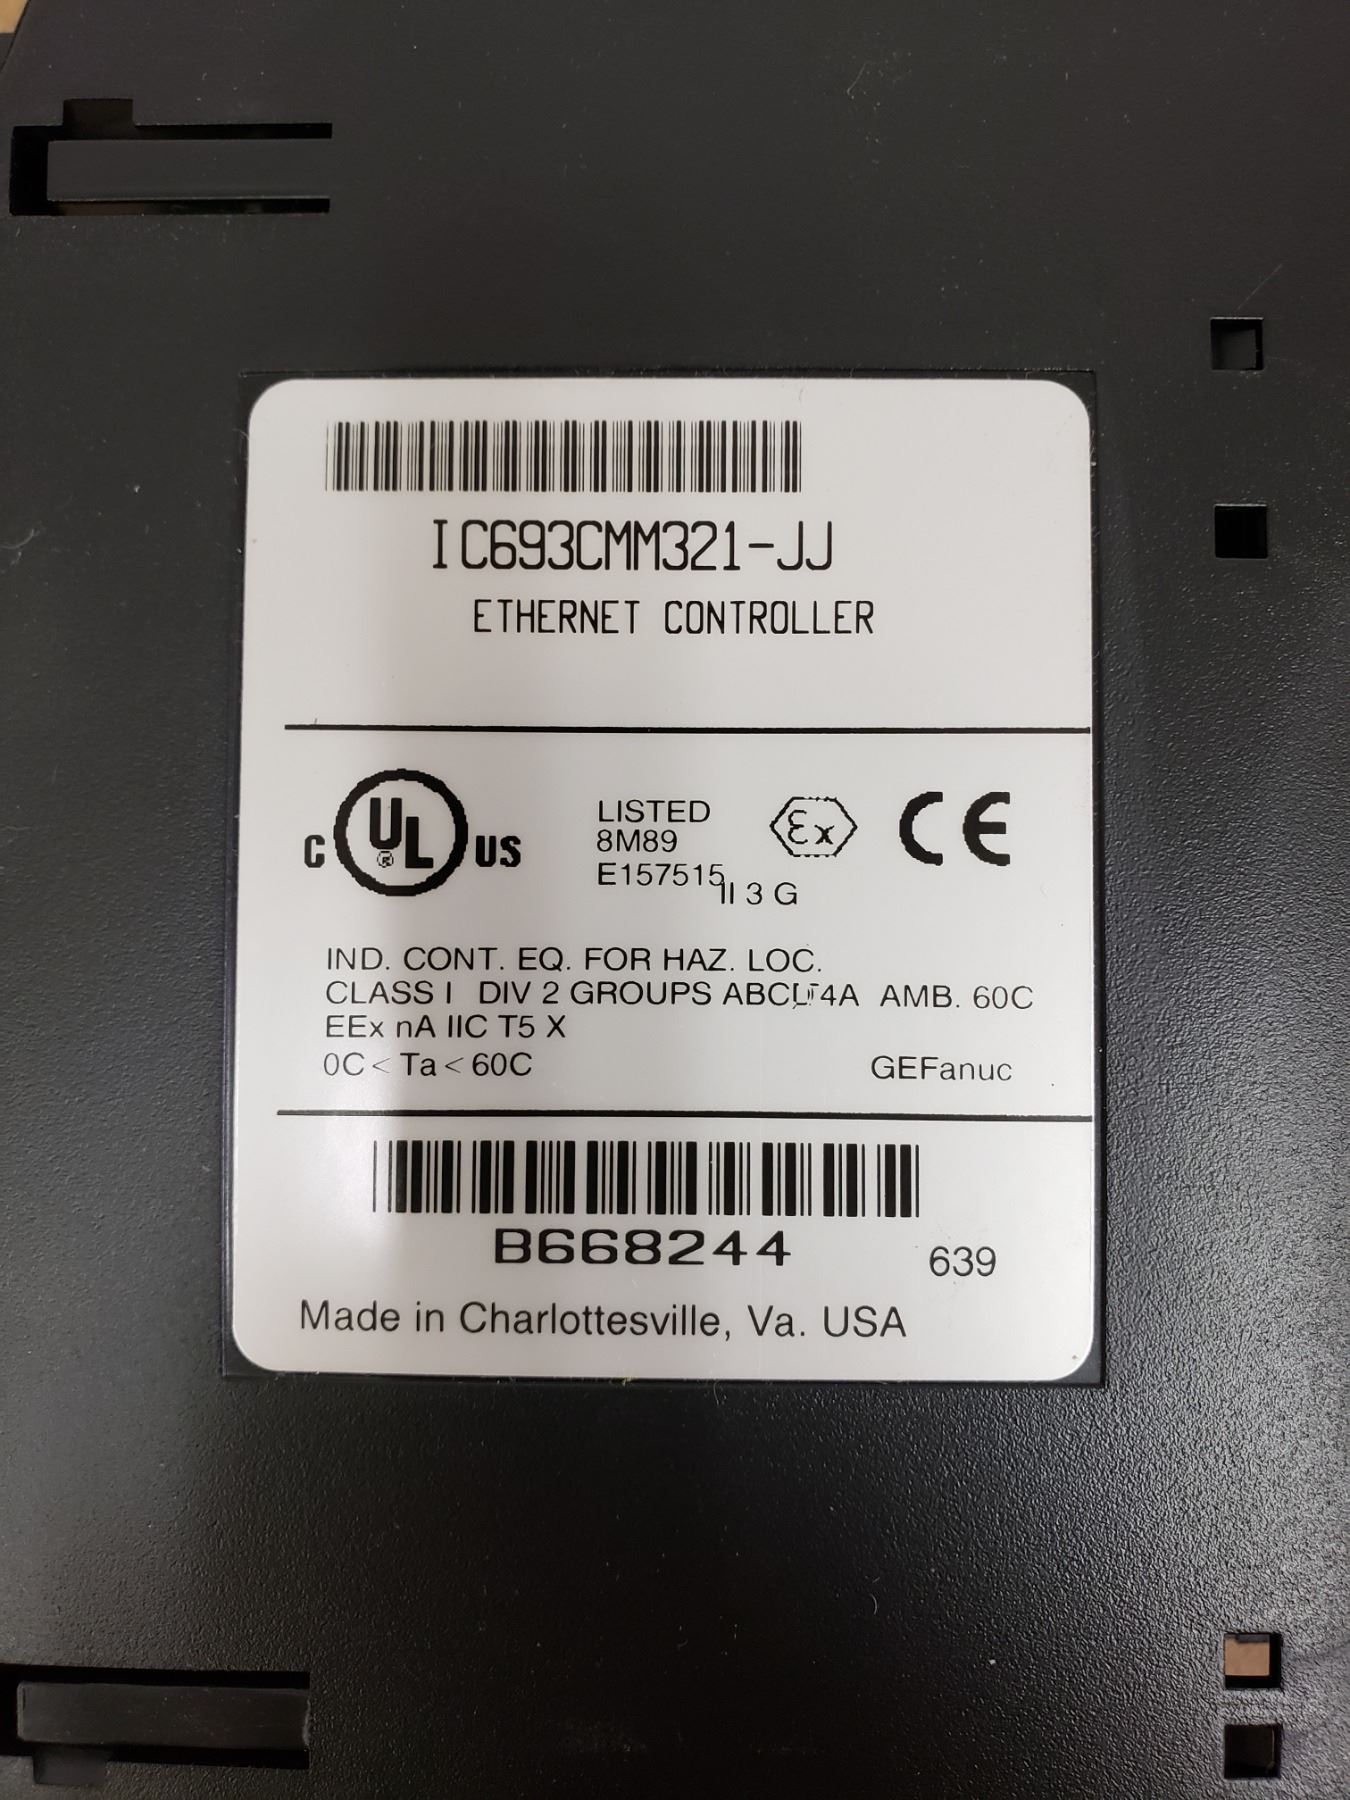 IC693CMM321-JJ
ETHERNET CONTROLLER
C UL ® US
LISTED
8M89
E157515
Ex CE
II 3 G
IND. CONT. EQ. FOR HAZ. LOC.
CLASS I DIV 2 GROUPS AMB. 60C
EEx nA IIC T5 X
0C < Ta < 60C
GEFanuc
B668244
639
Made in Charlottesville, Va. USA